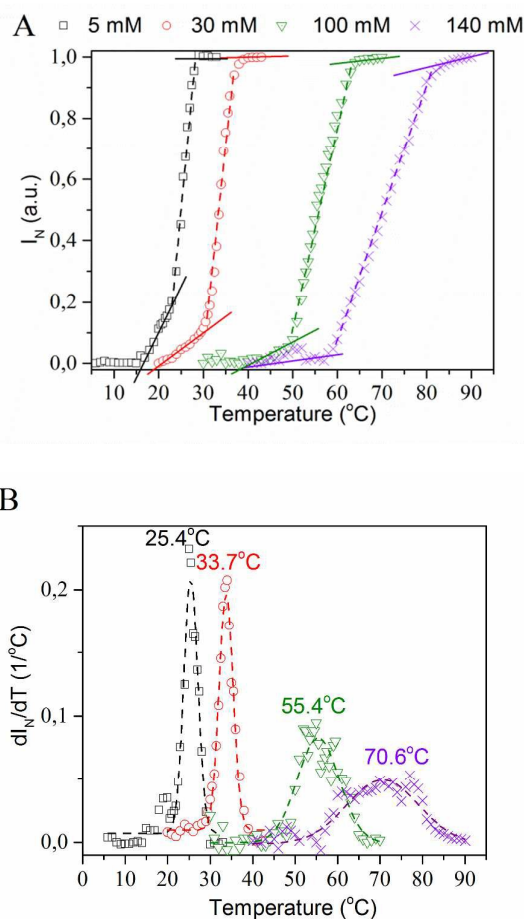 A
□ 5 mM ○ 30 mM ▽ 100 mM × 140 mM
1,0
0,8
0,6
0,4
0,2
0,0
I_N (a.u.)
10 20 30 40 50 60 70 80 90
Temperature (°C)
B
25.4°C
33.7°C
55.4°C
70.6°C
0,2
0,1
0,0
dI_N/dT (1/°C)
0 10 20 30 40 50 60 70 80 90
Temperature (°C)